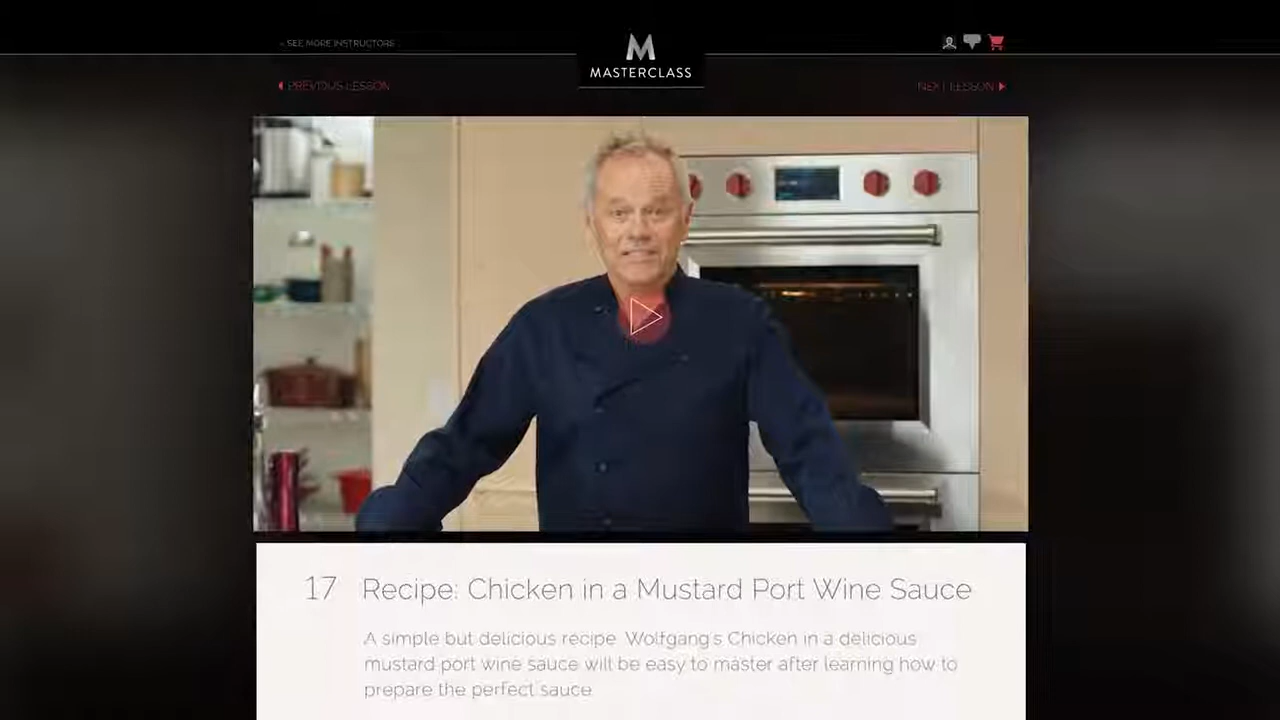 SEE MORE INSTRUCTORS
M
MASTERCLASS
PREVIOUS LESSON
NEXT LESSON
17 Recipe: Chicken in a Mustard Port Wine Sauce
A simple but delicious recipe. Wolfgang's Chicken in a delicious
mustard port wine sauce will be easy to master after learning how to
prepare the perfect sauce.